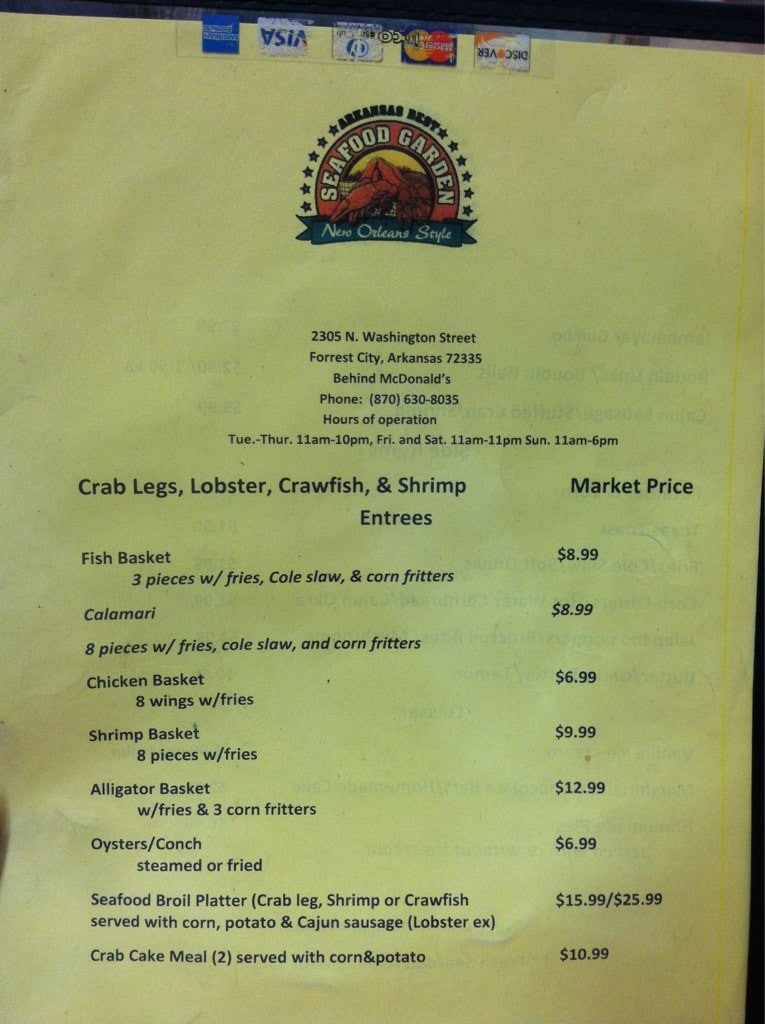 AMERICAN EXPRESS
VISA
MasterCard
DISCOVER
ARKANSAS BEST
SEAFOOD GARDEN
New Orleans Style
2305 N. Washington Street
Forrest City, Arkansas 72335
Behind McDonald's
Phone: (870) 630-8035
Hours of operation
Tue.-Thur. 11am-10pm, Fri. and Sat. 11am-11pm Sun. 11am-6pm
Crab Legs, Lobster, Crawfish, & Shrimp Market Price
Entrees
Fish Basket $8.99
3 pieces w/ fries, Cole slaw, & corn fritters
Calamari $8.99
8 pieces w/ fries, cole slaw, and corn fritters
Chicken Basket $6.99
8 wings w/fries
Shrimp Basket $9.99
8 pieces w/fries
Alligator Basket $12.99
w/fries & 3 corn fritters
Oysters/Conch $6.99
steamed or fried
Seafood Broil Platter (Crab leg, Shrimp or Crawfish $15.99/$25.99
served with corn, potato & Cajun sausage (Lobster ex)
Crab Cake Meal (2) served with corn&potato $10.99